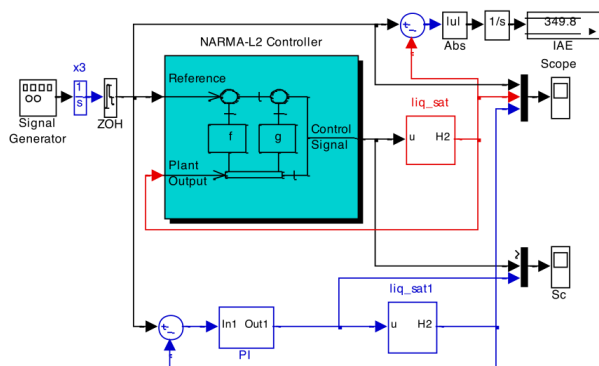 NARMA-L2 Controller
|u|
1/s
349.8
Abs
IAE
Scope
x3
1
s
Reference
liq_sat
Signal
Generator
ZOH
f
g
Control
Signal
u
H2
Plant
Output
liq_sat1
Sc
In1
Out1
u
H2
PI